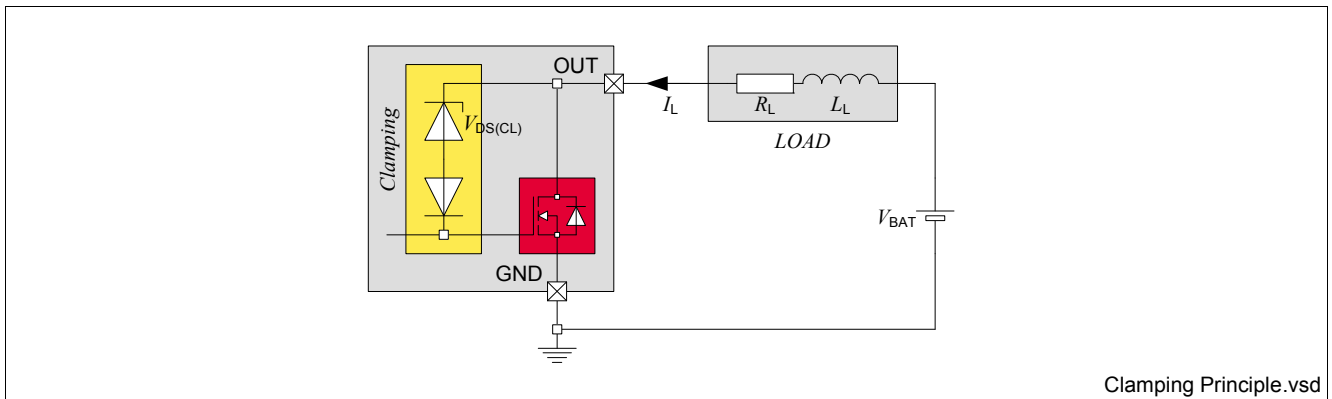 OUT
Clamping
V_DS(CL)
I_L
R_L
L_L
LOAD
V_BAT
GND
Clamping Principle.vsd